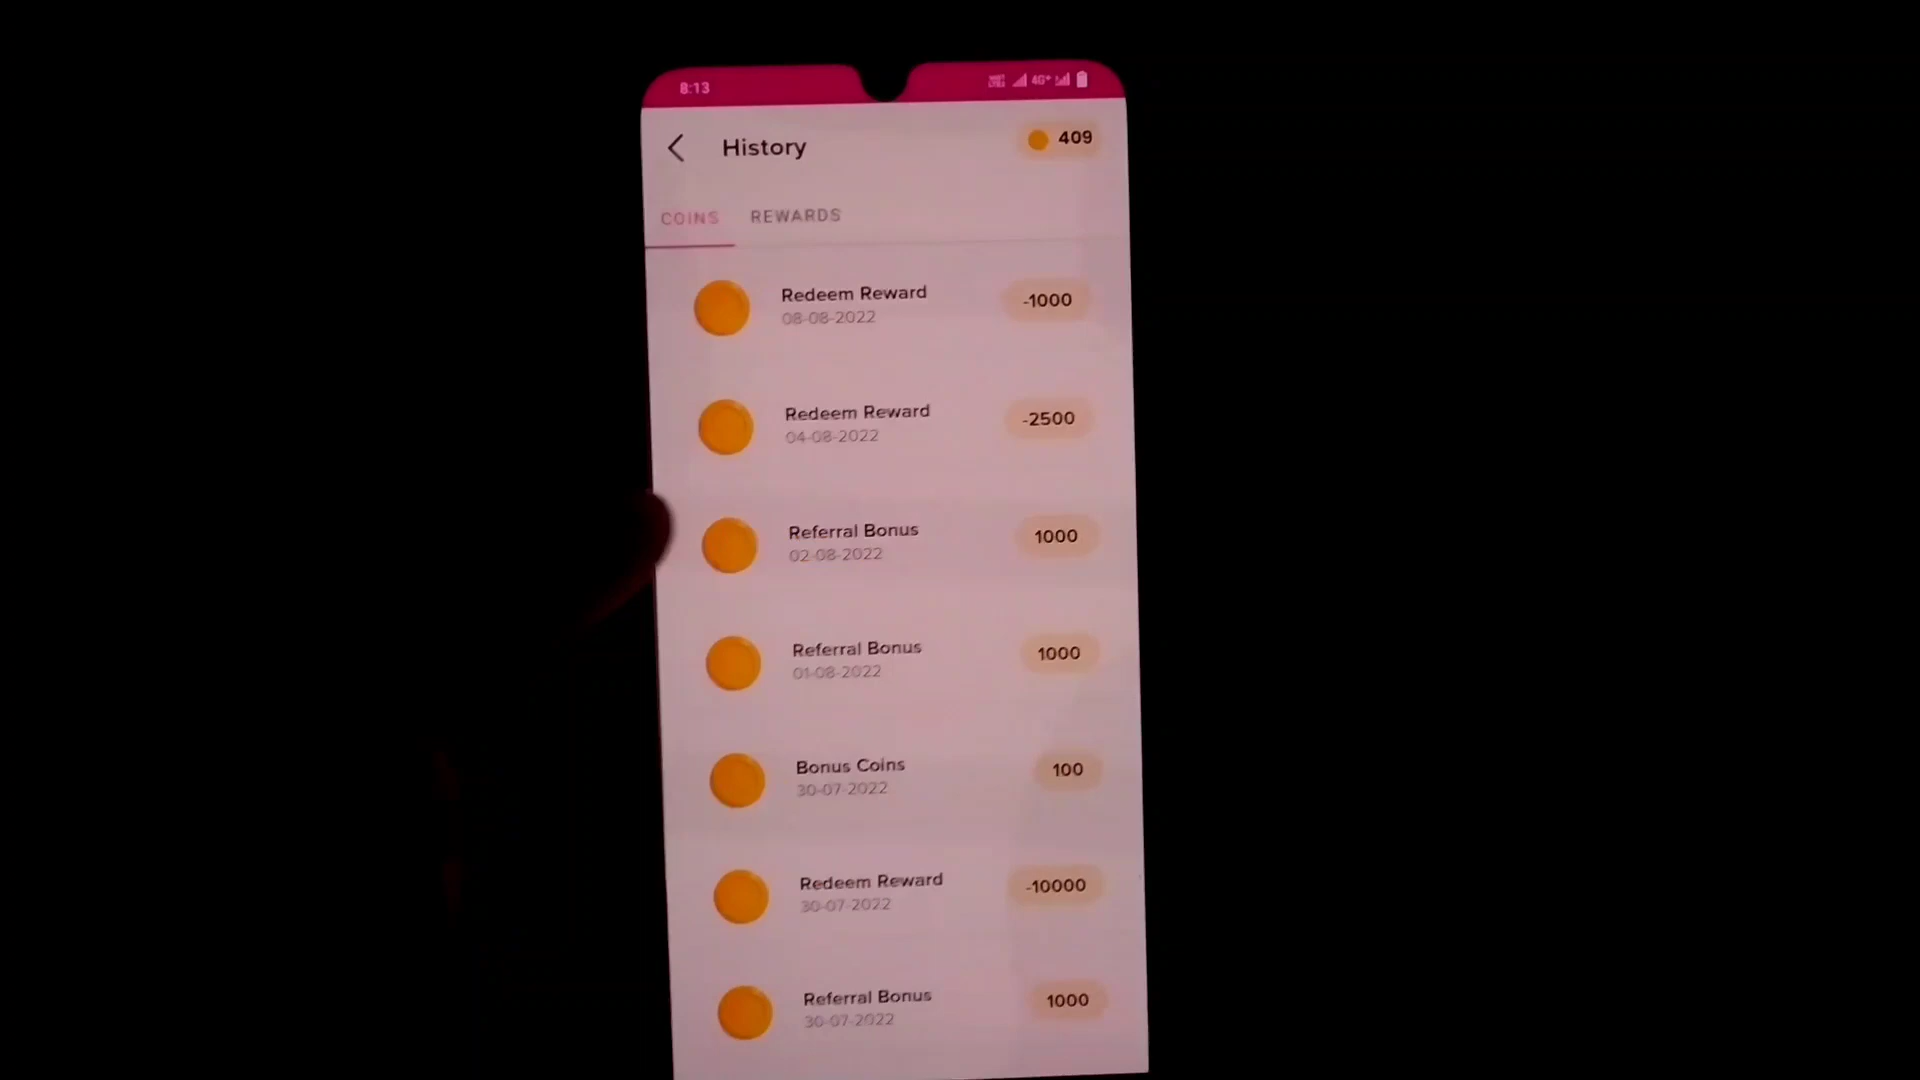 8:13
4G+
History
409
COINS REWARDS
Redeem Reward
-1000
08-08-2022
Redeem Reward
-2500
04-08-2022
Referral Bonus
1000
02-08-2022
Referral Bonus
1000
01-08-2022
Bonus Coins
100
30-07-2022
Redeem Reward
-10000
30-07-2022
Referral Bonus
1000
30-07-2022